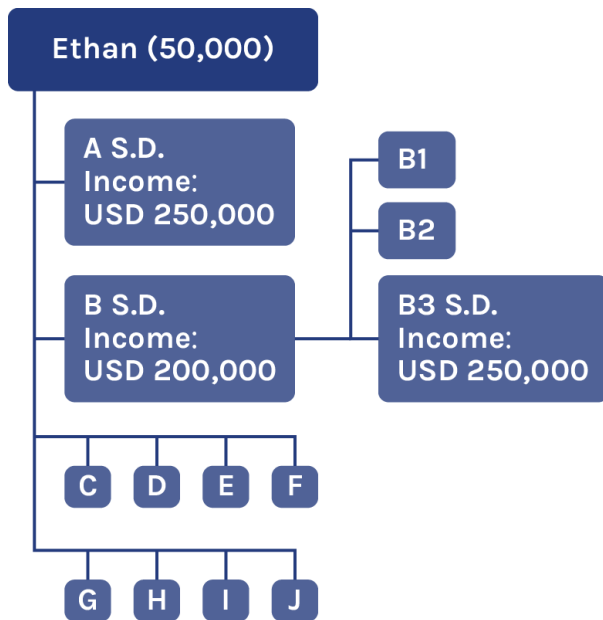 Ethan (50,000)
A S.D.
Income:
USD 250,000
B1
B2
B S.D.
Income:
USD 200,000
B3 S.D.
Income:
USD 250,000
C
D
E
F
G
H
I
J